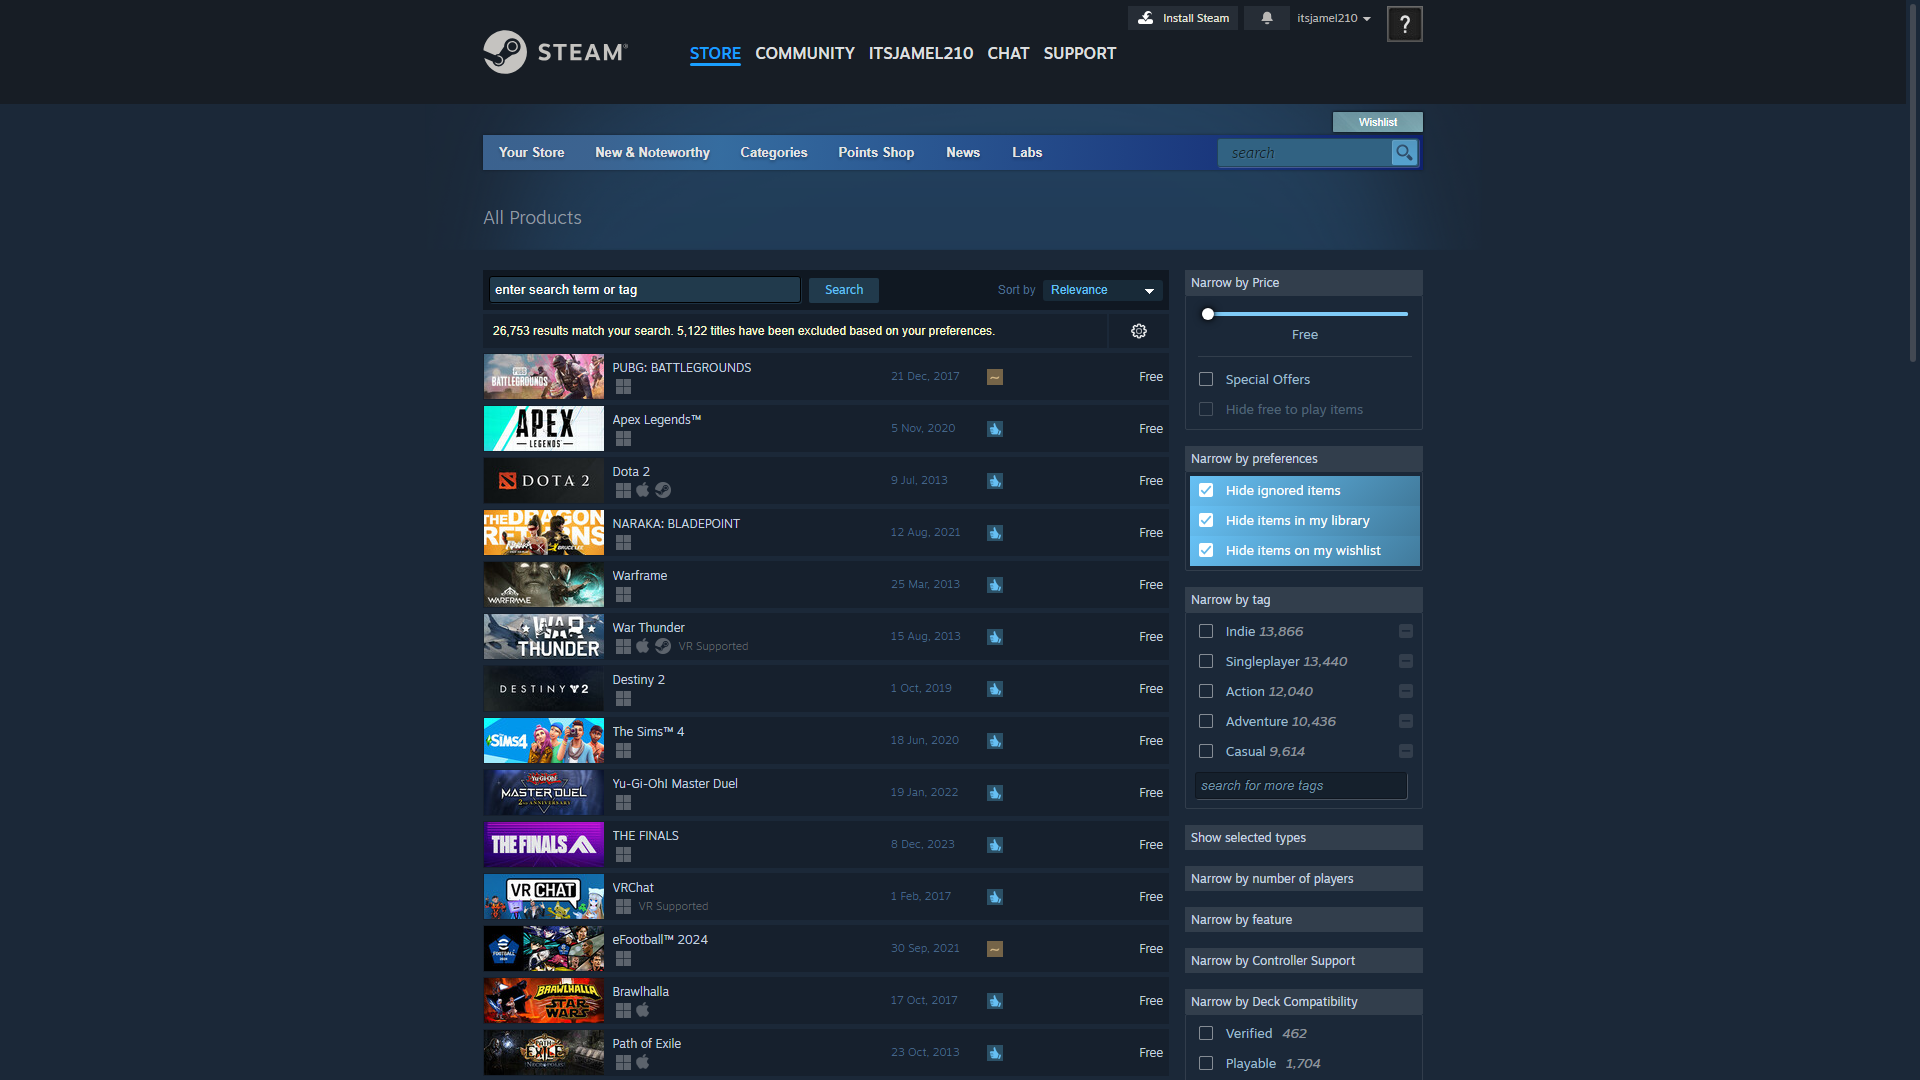 Install Steam
itsjamel210
?
STEAM®
STORE COMMUNITY ITSJAMEL210 CHAT SUPPORT
Wishlist
Your Store New & Noteworthy Categories Points Shop News Labs search
All Products
enter search term or tag Search Sort by Relevance
26,753 results match your search. 5,122 titles have been excluded based on your preferences.
PUBG: BATTLEGROUNDS 21 Dec, 2017 Free
PUBG BATTLEGROUNDS
Apex Legends™ 5 Nov, 2020 Free
APEX LEGENDS
Dota 2 9 Jul, 2013 Free
DOTA 2
NARAKA: BLADEPOINT 12 Aug, 2021 Free
THE DRAGON RETURNS
NARAKA X BRUCE LEE
Warframe 25 Mar, 2013 Free
WARFRAME
War Thunder 15 Aug, 2013 Free
VR Supported
WAR THUNDER
Destiny 2 1 Oct, 2019 Free
DESTINY 2
The Sims™ 4 18 Jun, 2020 Free
SiMS4
Yu-Gi-Oh! Master Duel 19 Jan, 2022 Free
Yu-Gi-Oh!
MASTER DUEL
2ND ANNIVERSARY
THE FINALS 8 Dec, 2023 Free
THE FINALS
VRChat 1 Feb, 2017 Free
VR Supported
VRCHAT
eFootball™ 2024 30 Sep, 2021 Free
FOOTBALL
Brawlhalla 17 Oct, 2017 Free
BRAWLHALLA
STAR WARS
Path of Exile 23 Oct, 2013 Free
PATH OF EXILE
NECROPOLIS
Narrow by Price
Free
Special Offers
Hide free to play items
Narrow by preferences
Hide ignored items
Hide items in my library
Hide items on my wishlist
Narrow by tag
Indie 13,866
Singleplayer 13,440
Action 12,040
Adventure 10,436
Casual 9,614
search for more tags
Show selected types
Narrow by number of players
Narrow by feature
Narrow by Controller Support
Narrow by Deck Compatibility
Verified 462
Playable 1,704